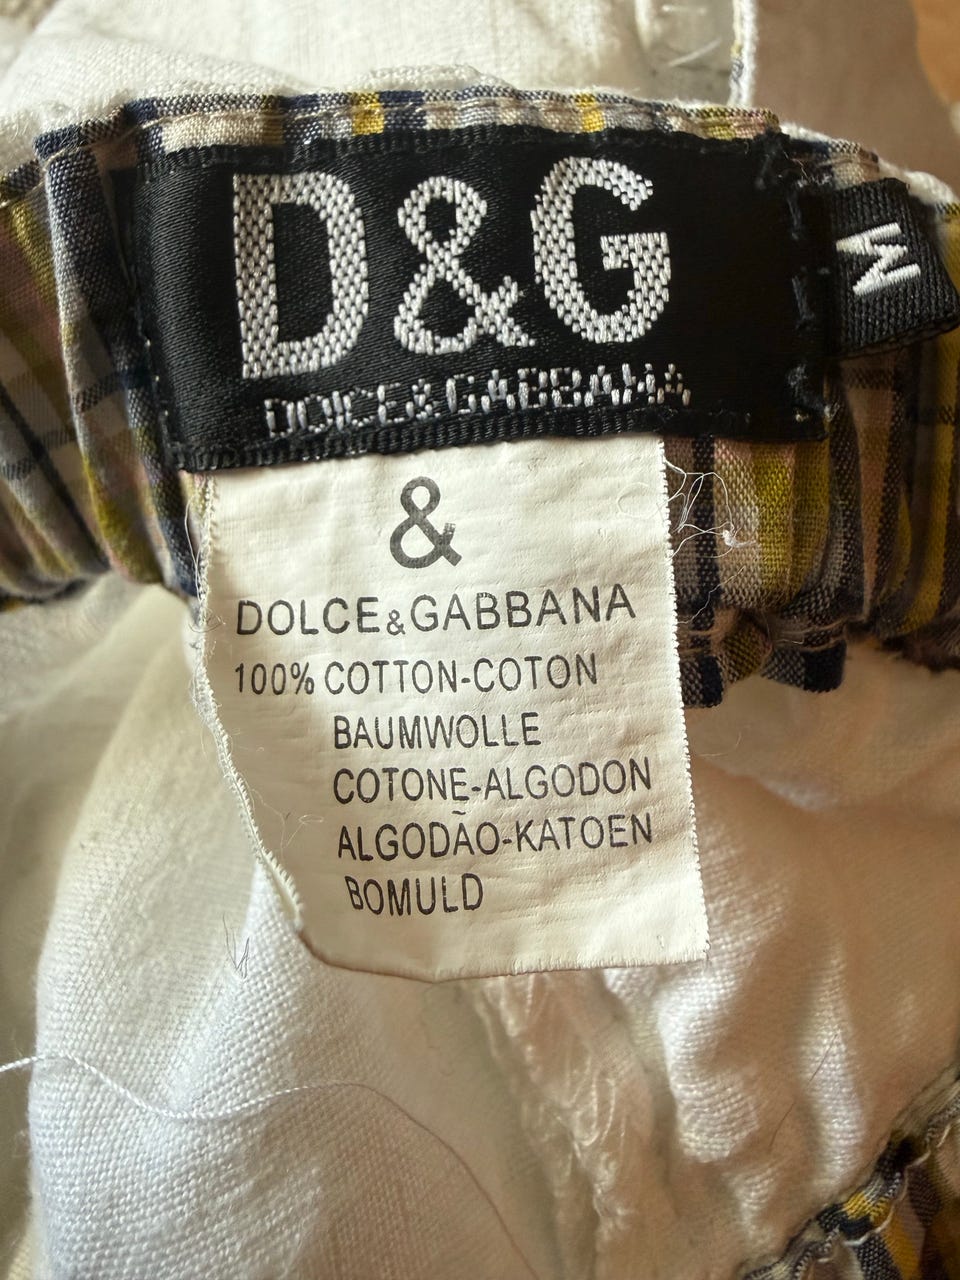 D&G
DOLCE&GABBANA
M
&
DOLCE&GABBANA
100% COTTON-COTON
BAUMWOLLE
COTONE-ALGODON
ALGODÃO-KATOEN
BOMULD